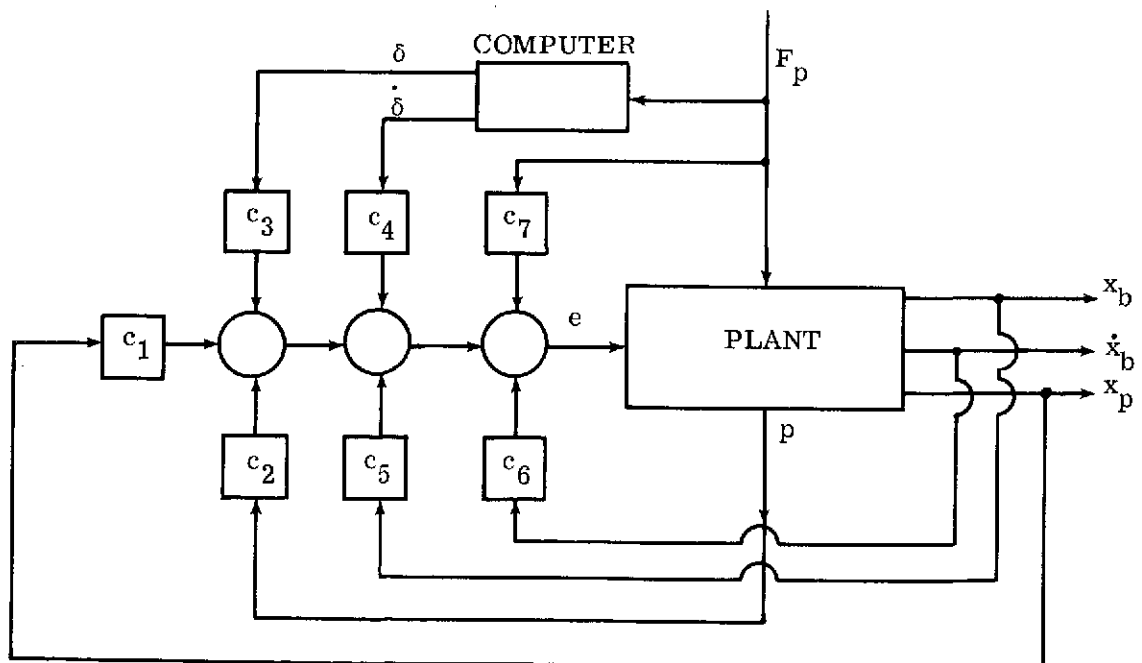 COMPUTER
δ
F_p
δ̇
c_3
c_4
c_7
x_b
e
c_1
PLANT
ẋ_b
x_p
p
c_2
c_5
c_6